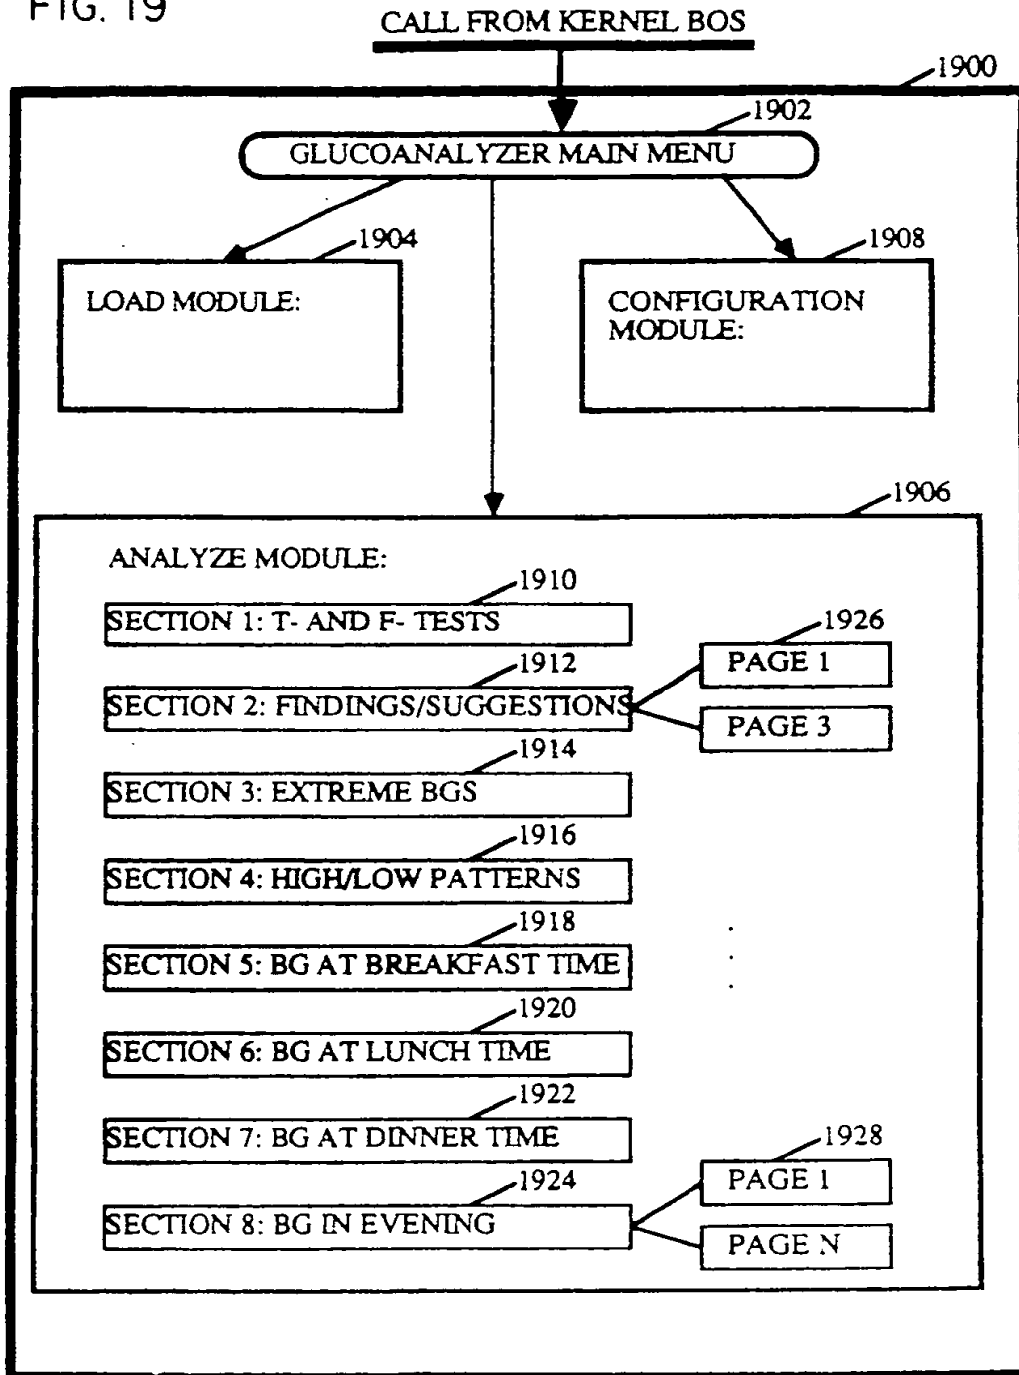 FIG. 19
CALL FROM KERNEL BOS
1900
1902
GLUCOANALYZER MAIN MENU
1904
1908
LOAD MODULE:
CONFIGURATION
MODULE:
1906
ANALYZE MODULE:
1910
SECTION 1: T- AND F- TESTS
1926
PAGE 1
1912
SECTION 2: FINDINGS/SUGGESTIONS
PAGE 3
1914
SECTION 3: EXTREME BGS
1916
SECTION 4: HIGH/LOW PATTERNS
1918
SECTION 5: BG AT BREAKFAST TIME
1920
SECTION 6: BG AT LUNCH TIME
1922
SECTION 7: BG AT DINNER TIME
1928
PAGE 1
1924
SECTION 8: BG IN EVENING
PAGE N